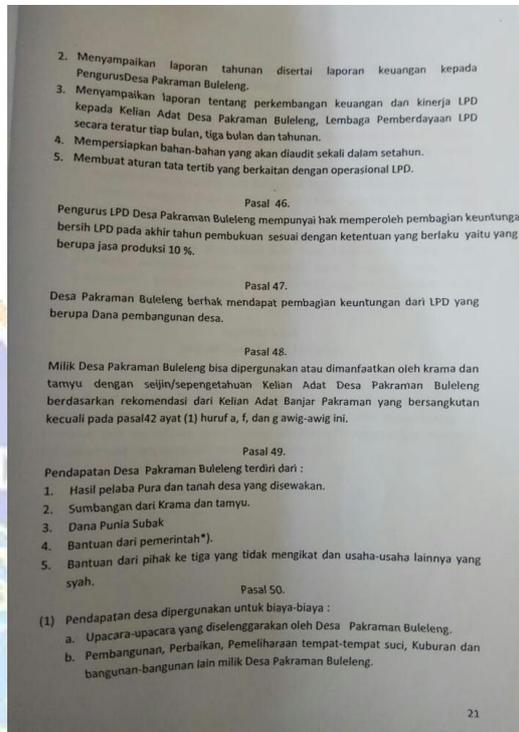 2. Menyampaikan laporan tahunan disertai laporan keuangan kepada
PengurusDesa Pakraman Buleleng.
3. Menyampaikan laporan tentang perkembangan keuangan dan kinerja LPD
kepada Kelian Adat Desa Pakraman Buleleng, Lembaga Pemberdayaan LPD
secara teratur tiap bulan, tiga bulan dan tahunan.
4. Mempersiapkan bahan-bahan yang akan diaudit sekali dalam setahun.
5. Membuat aturan tata tertib yang berkaitan dengan operasional LPD.
Pasal 46.
Pengurus LPD Desa Pakraman Buleleng mempunyai hak memperoleh pembagian keuntunga
bersih LPD pada akhir tahun pembukuan sesuai dengan ketentuan yang berlaku yaitu yang
berupa jasa produksi 10 %.
Pasal 47.
Desa Pakraman Buleleng berhak mendapat pembagian keuntungan dari LPD yang
berupa Dana pembangunan desa.
Pasal 48.
Milik Desa Pakraman Buleleng bisa dipergunakan atau dimanfaatkan oleh krama dan
tamyu dengan seijin/sepengetahuan Kelian Adat Desa Pakraman Buleleng
berdasarkan rekomendasi dari Kelian Adat Banjar Pakraman yang bersangkutan
kecuali pada pasal42 ayat (1) huruf a, f, dan g awig-awig ini.
Pasal 49.
Pendapatan Desa Pakraman Buleleng terdiri dari :
1. Hasil pelaba Pura dan tanah desa yang disewakan.
2. Sumbangan dari Krama dan tamyu.
3. Dana Punia Subak
4. Bantuan dari pemerintah*).
5. Bantuan dari pihak ke tiga yang tidak mengikat dan usaha-usaha lainnya yang
syah.
Pasal 50.
(1) Pendapatan desa dipergunakan untuk biaya-biaya :
a. Upacara-upacara yang diselenggarakan oleh Desa Pakraman Buleleng.
b. Pembangunan, Perbaikan, Pemeliharaan tempat-tempat suci, Kuburan dan
bangunan-bangunan lain milik Desa Pakraman Buleleng.
21